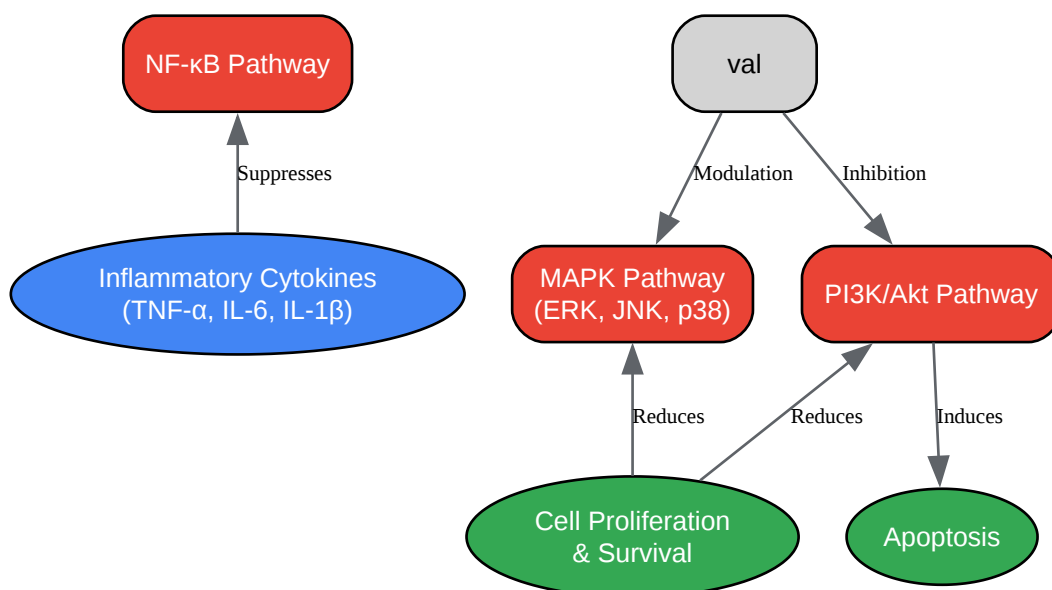 NF-κB Pathway
val
Suppresses
Modulation
Inhibition
Inflammatory Cytokines
(TNF-α, IL-6, IL-1β)
MAPK Pathway
(ERK, JNK, p38)
PI3K/Akt Pathway
Reduces
Reduces
Induces
Cell Proliferation
& Survival
Apoptosis